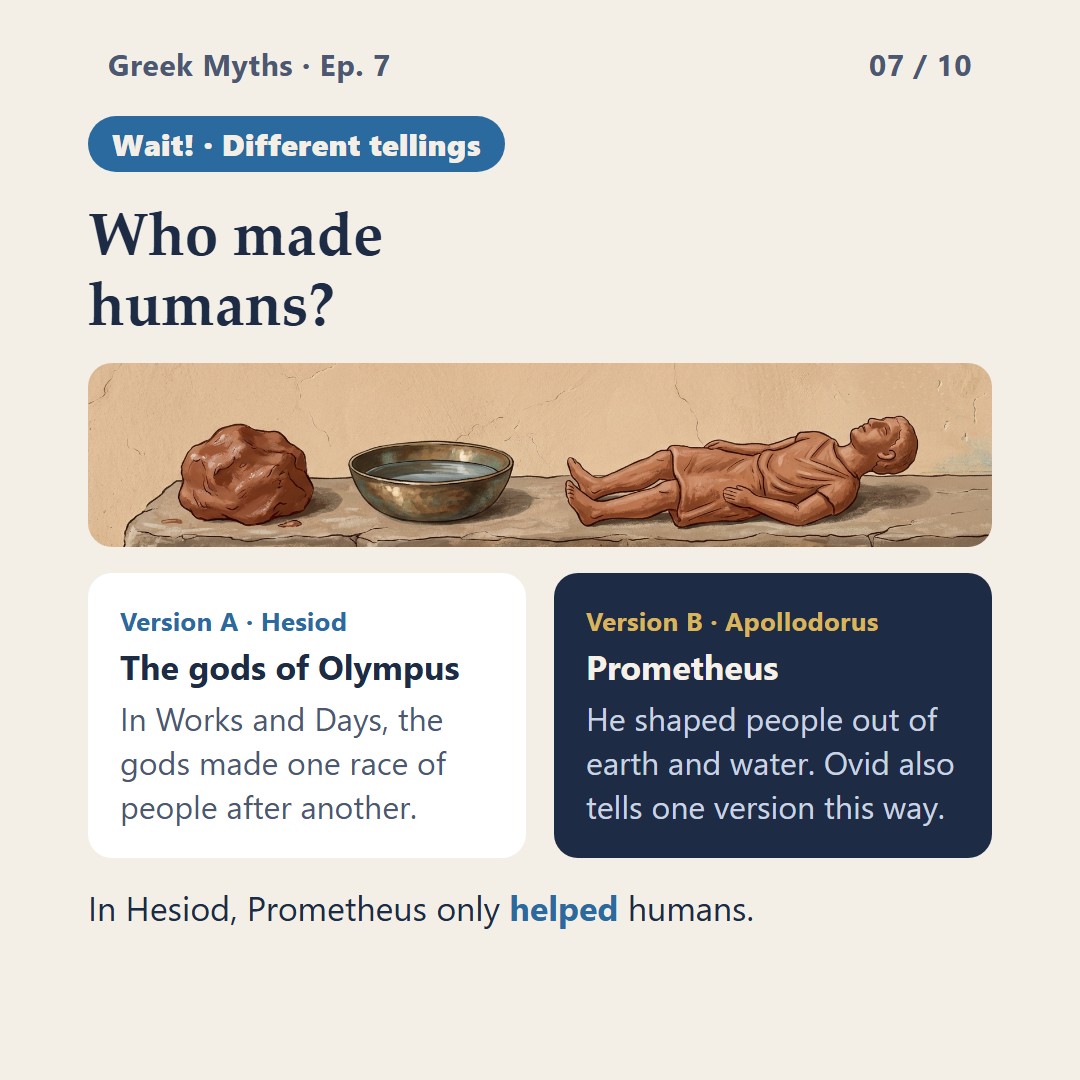 Greek Myths · Ep. 7
07 / 10
Wait! · Different tellings
Who made
humans?
Version A · Hesiod
The gods of Olympus
In Works and Days, the
gods made one race of
people after another.
Version B · Apollodorus
Prometheus
He shaped people out of
earth and water. Ovid also
tells one version this way.
In Hesiod, Prometheus only helped humans.